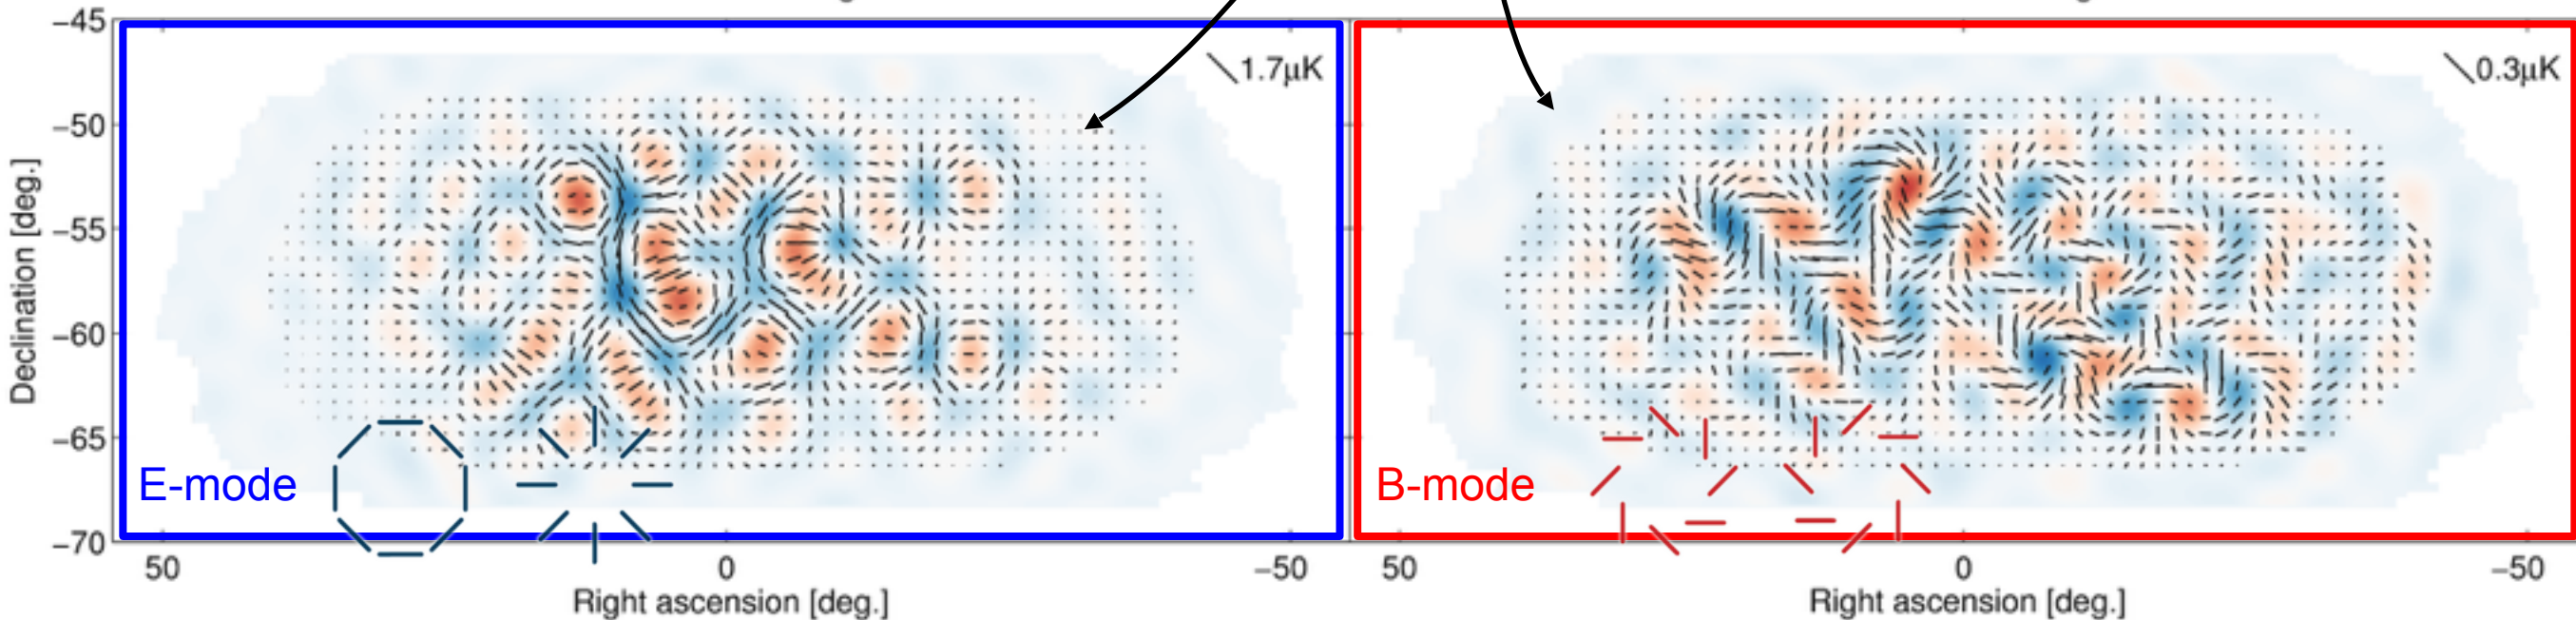 −45
−50
−55
−60
−65
−70
Declination [deg.]
1.7μK
E-mode
50
0
−50
Right ascension [deg.]
0.3μK
B-mode
50
0
−50
Right ascension [deg.]